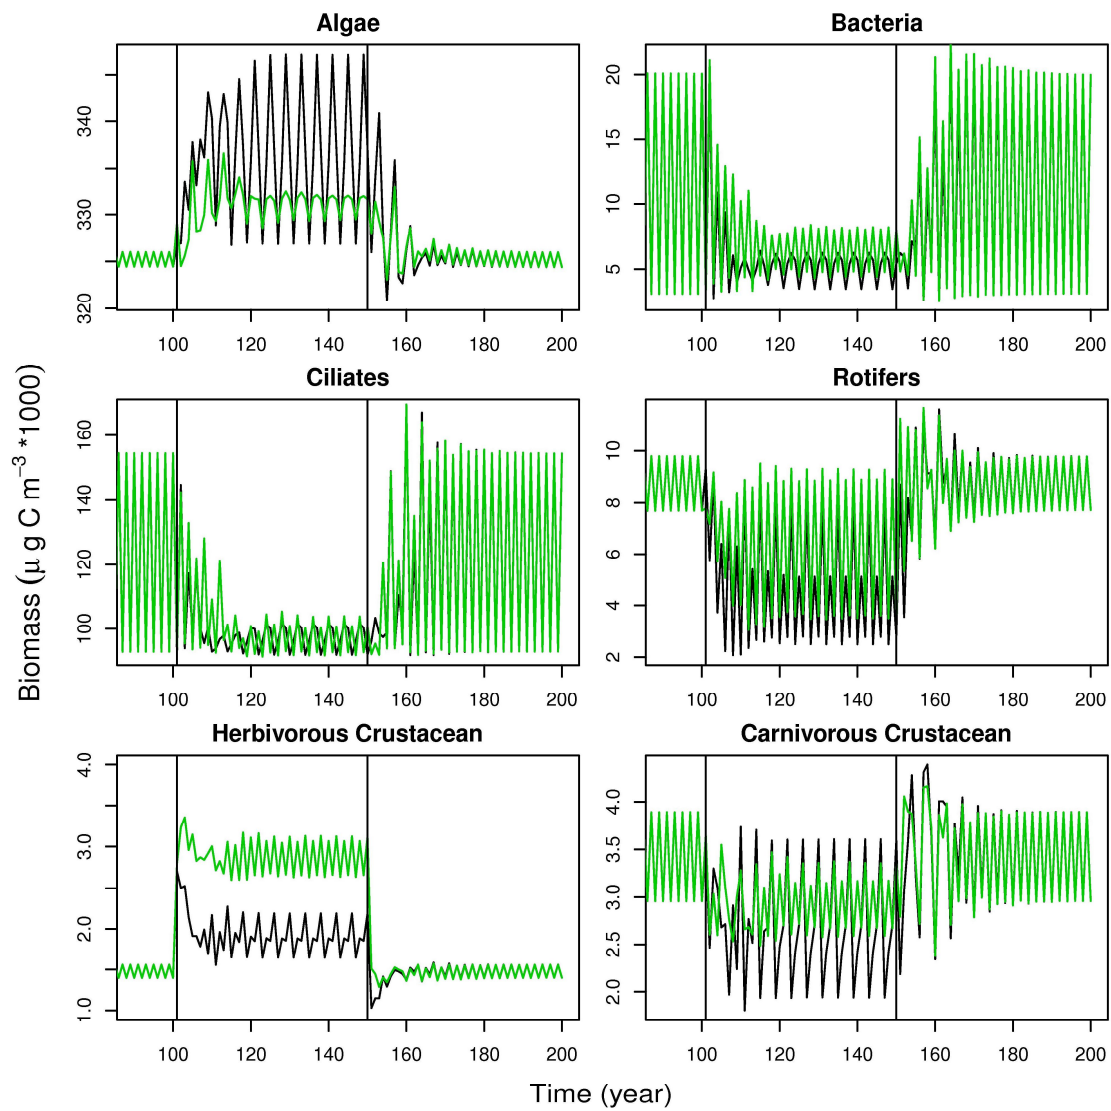 Algae
Bacteria
320 330 340
5 10 15 20
100 120 140 160 180 200
100 120 140 160 180 200
Ciliates
Rotifers
100 120 140 160
2 4 6 8 10
100 120 140 160 180 200
100 120 140 160 180 200
Herbivorous Crustacean
Carnivorous Crustacean
1.0 2.0 3.0 4.0
2.0 2.5 3.0 3.5 4.0
100 120 140 160 180 200
100 120 140 160 180 200
Biomass (μ g C m⁻³ *1000)
Time (year)